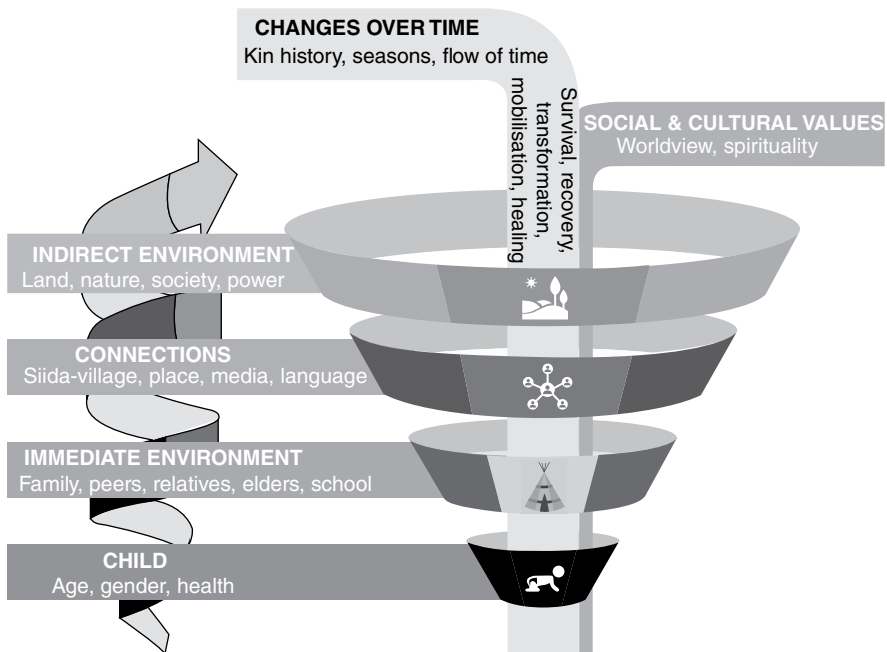 CHANGES OVER TIME
Kin history, seasons, flow of time
Survival, recovery,
transformation,
mobilisation, healing
SOCIAL & CULTURAL VALUES
Worldview, spirituality
INDIRECT ENVIRONMENT
Land, nature, society, power
CONNECTIONS
Siida-village, place, media, language
IMMEDIATE ENVIRONMENT
Family, peers, relatives, elders, school
CHILD
Age, gender, health